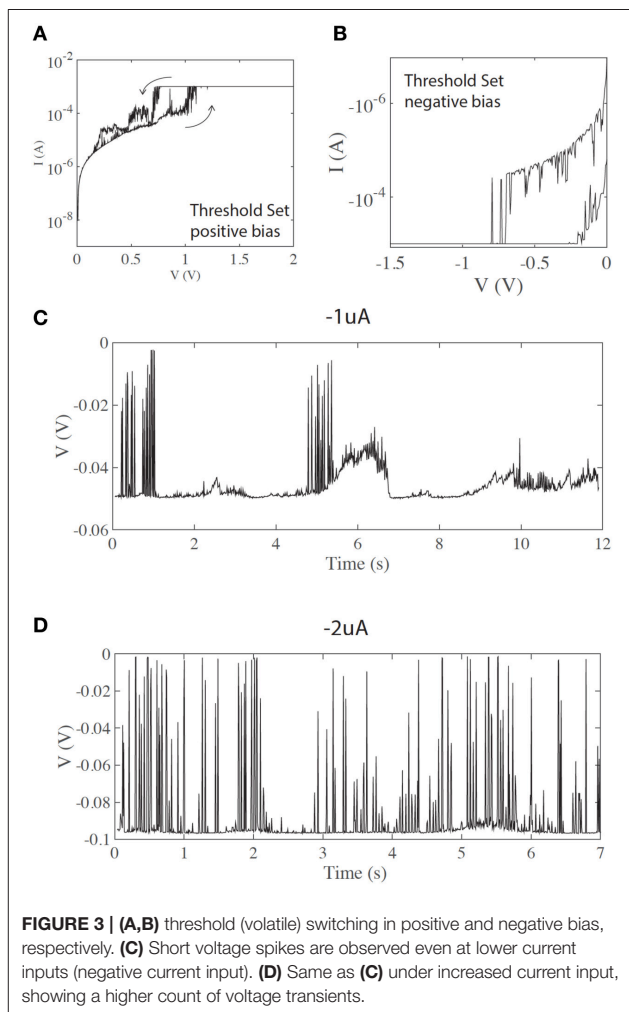 A
B
10⁻²
10⁻⁴
10⁻⁶
10⁻⁸
I (A)
Threshold Set
positive bias
0
0.5
1
1.5
2
V (V)
Threshold Set
negative bias
-10⁻⁶
-10⁻⁴
I (A)
-1.5
-1
-0.5
0
V (V)
C
-1uA
0
-0.02
-0.04
-0.06
V (V)
0
2
4
6
8
10
12
Time (s)
D
-2uA
0
-0.02
-0.04
-0.06
-0.08
-0.1
V (V)
0
1
2
3
4
5
6
7
Time (s)
FIGURE 3 | (A,B) threshold (volatile) switching in positive and negative bias,
respectively. (C) Short voltage spikes are observed even at lower current
inputs (negative current input). (D) Same as (C) under increased current input,
showing a higher count of voltage transients.